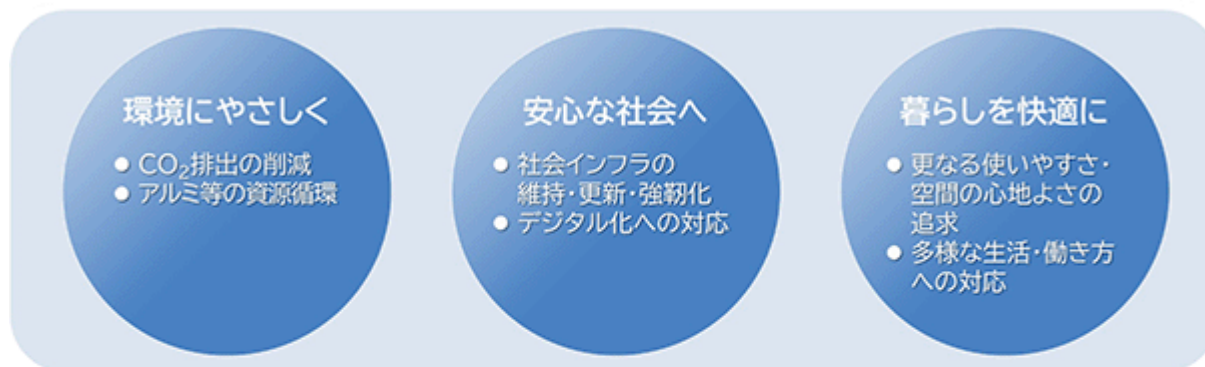 環境にやさしく
● CO₂排出の削減
● アルミ等の資源循環
安心な社会へ
● 社会インフラの
維持・更新・強靭化
● デジタル化への対応
暮らしを快適に
● 更なる使いやすさ・
空間の心地よさの
追求
● 多様な生活・働き方
への対応